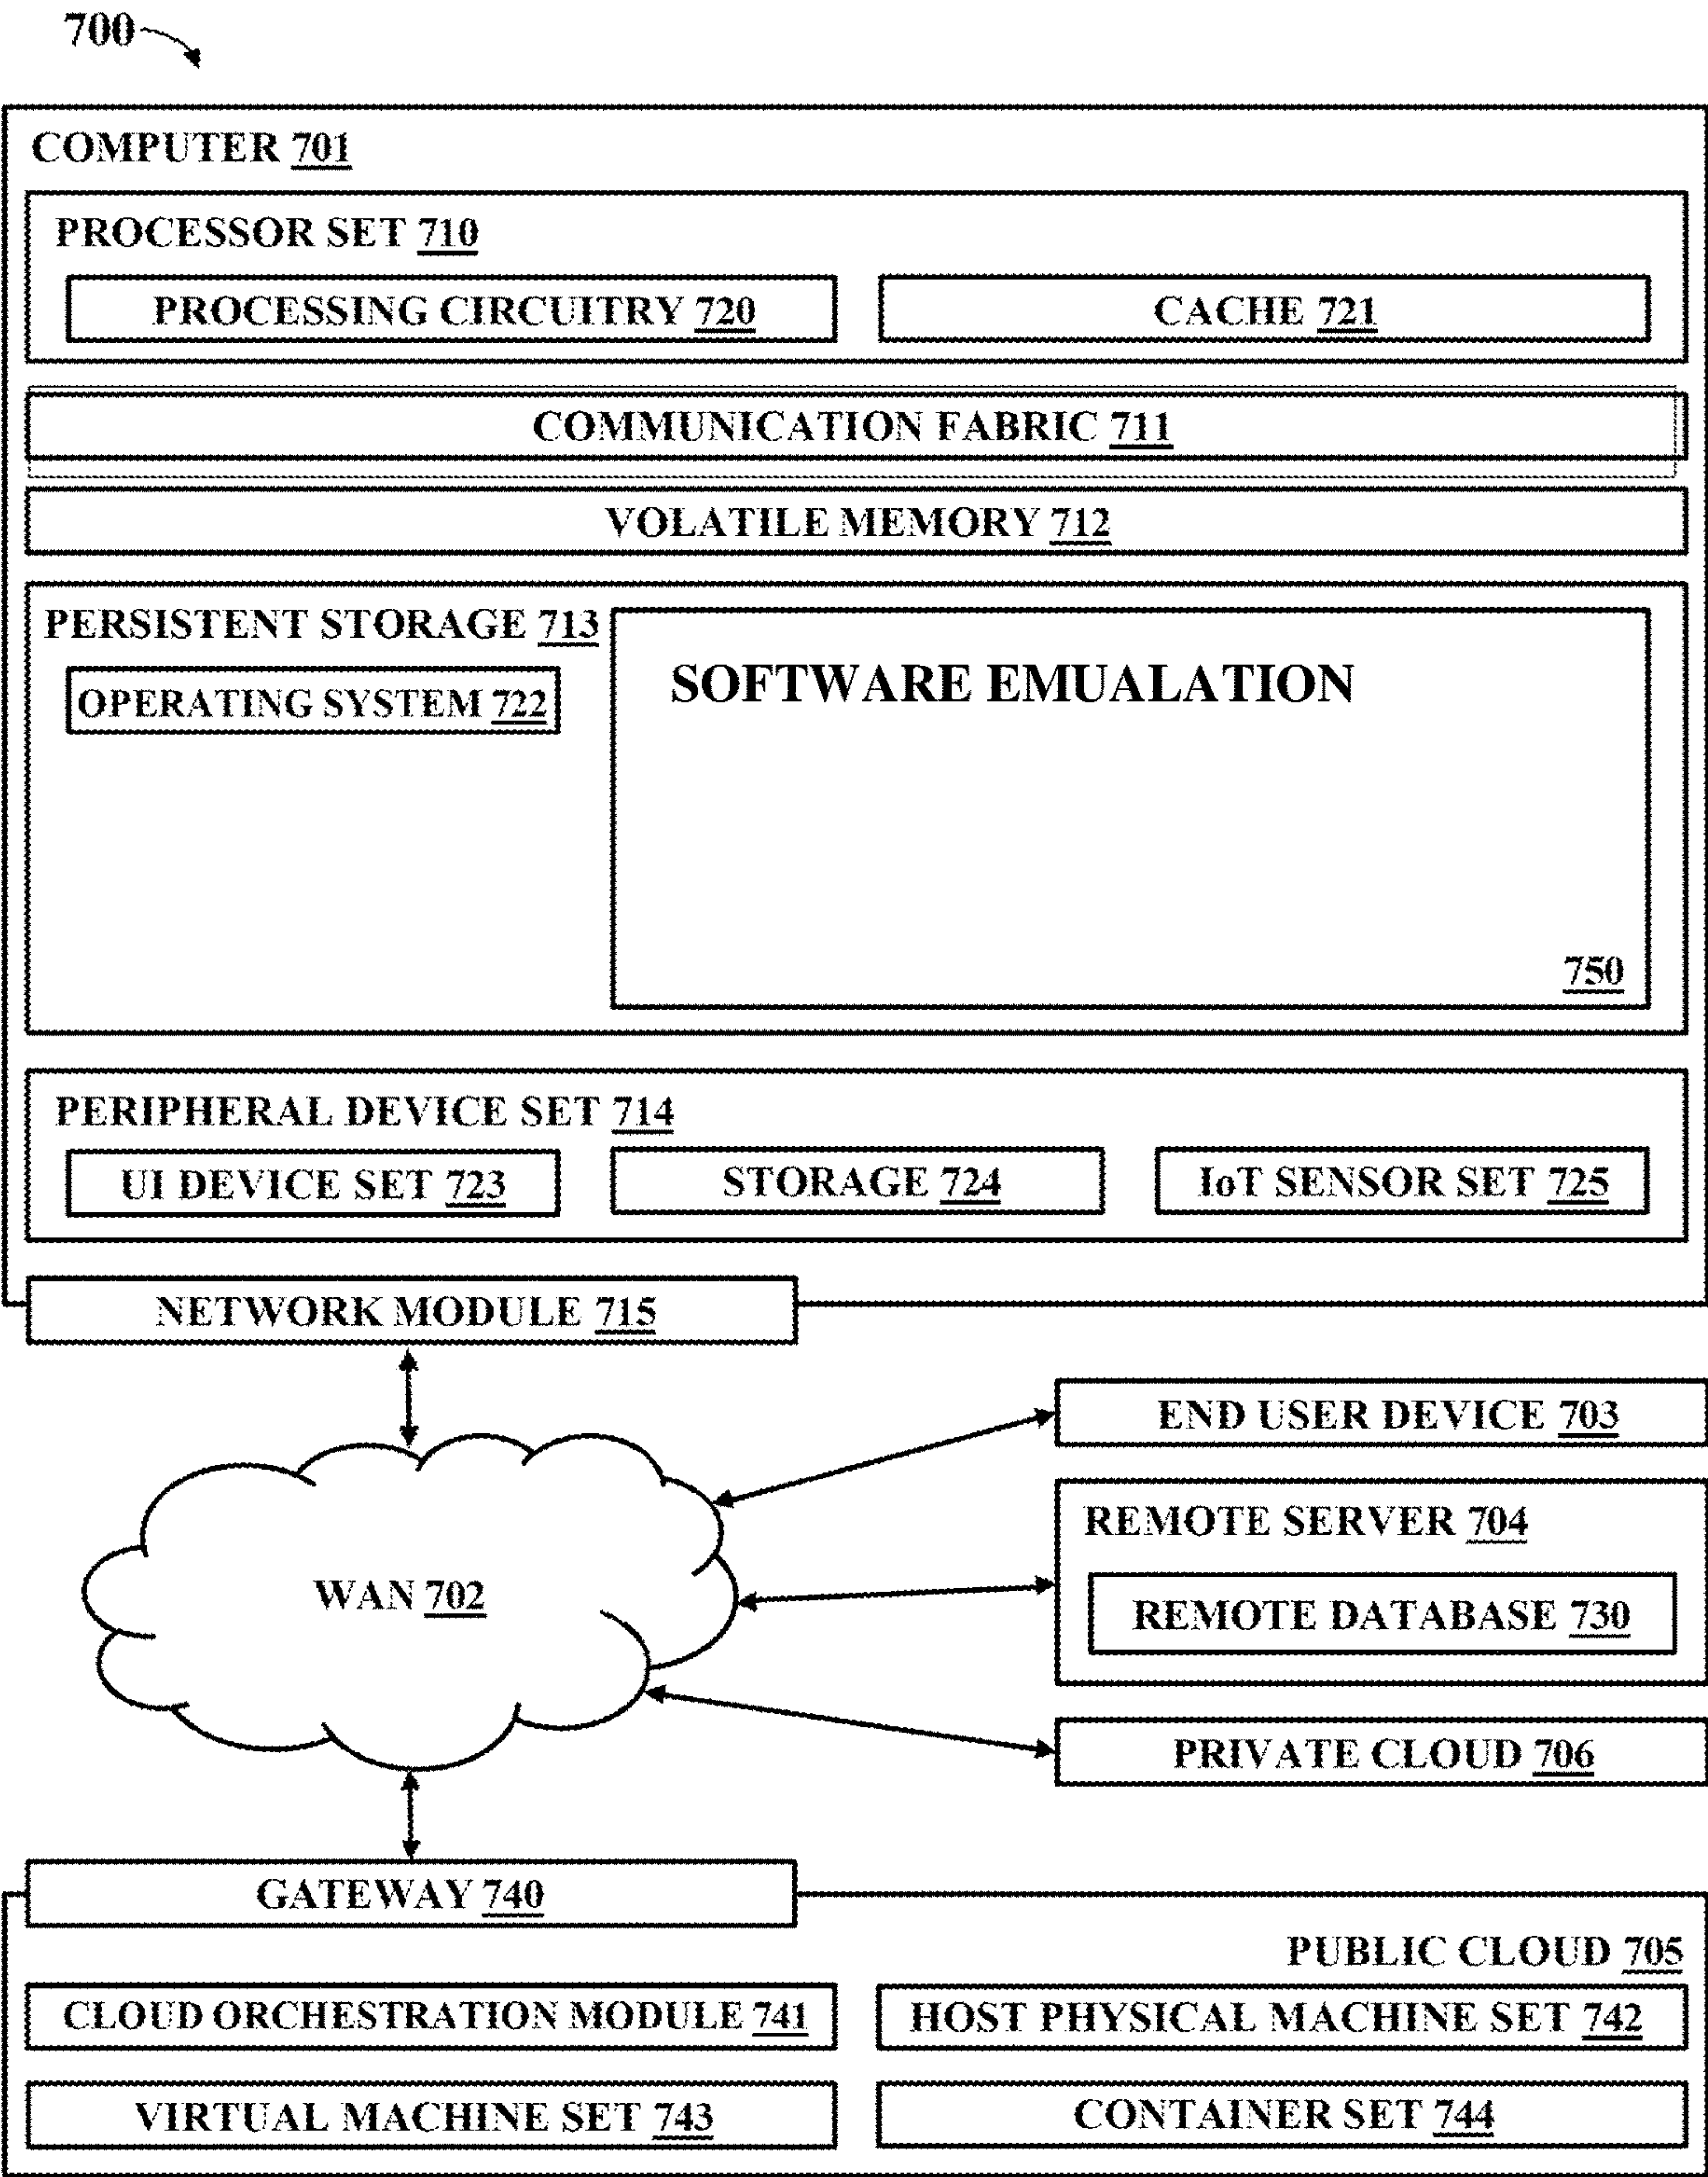 700
COMPUTER 701
PROCESSOR SET 710
PROCESSING CIRCUITRY 720
CACHE 721
COMMUNICATION FABRIC 711
VOLATILE MEMORY 712
PERSISTENT STORAGE 713
OPERATING SYSTEM 722
SOFTWARE EMUALATION
750
PERIPHERAL DEVICE SET 714
UI DEVICE SET 723
STORAGE 724
IoT SENSOR SET 725
NETWORK MODULE 715
END USER DEVICE 703
REMOTE SERVER 704
WAN 702
REMOTE DATABASE 730
PRIVATE CLOUD 706
GATEWAY 740
PUBLIC CLOUD 705
CLOUD ORCHESTRATION MODULE 741
HOST PHYSICAL MACHINE SET 742
VIRTUAL MACHINE SET 743
CONTAINER SET 744